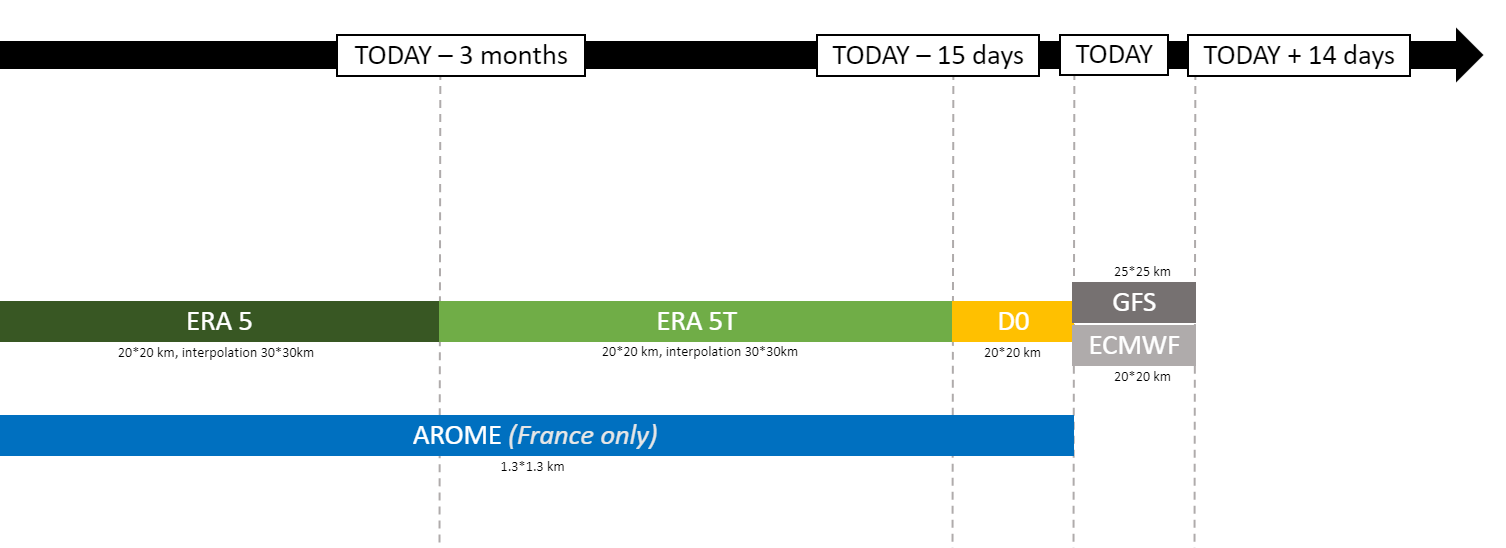 TODAY – 3 months
TODAY – 15 days
TODAY
TODAY + 14 days
25*25 km
GFS
ERA 5
ERA 5T
D0
ECMWF
20*20 km, interpolation 30*30km
20*20 km, interpolation 30*30km
20*20 km
20*20 km
AROME (France only)
1.3*1.3 km